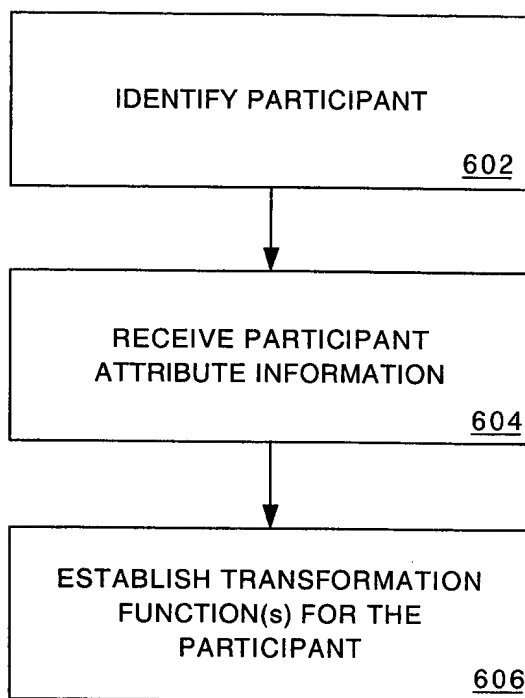 IDENTIFY PARTICIPANT
602
RECEIVE PARTICIPANT
ATTRIBUTE INFORMATION
604
ESTABLISH TRANSFORMATION
FUNCTION(s) FOR THE
PARTICIPANT
606